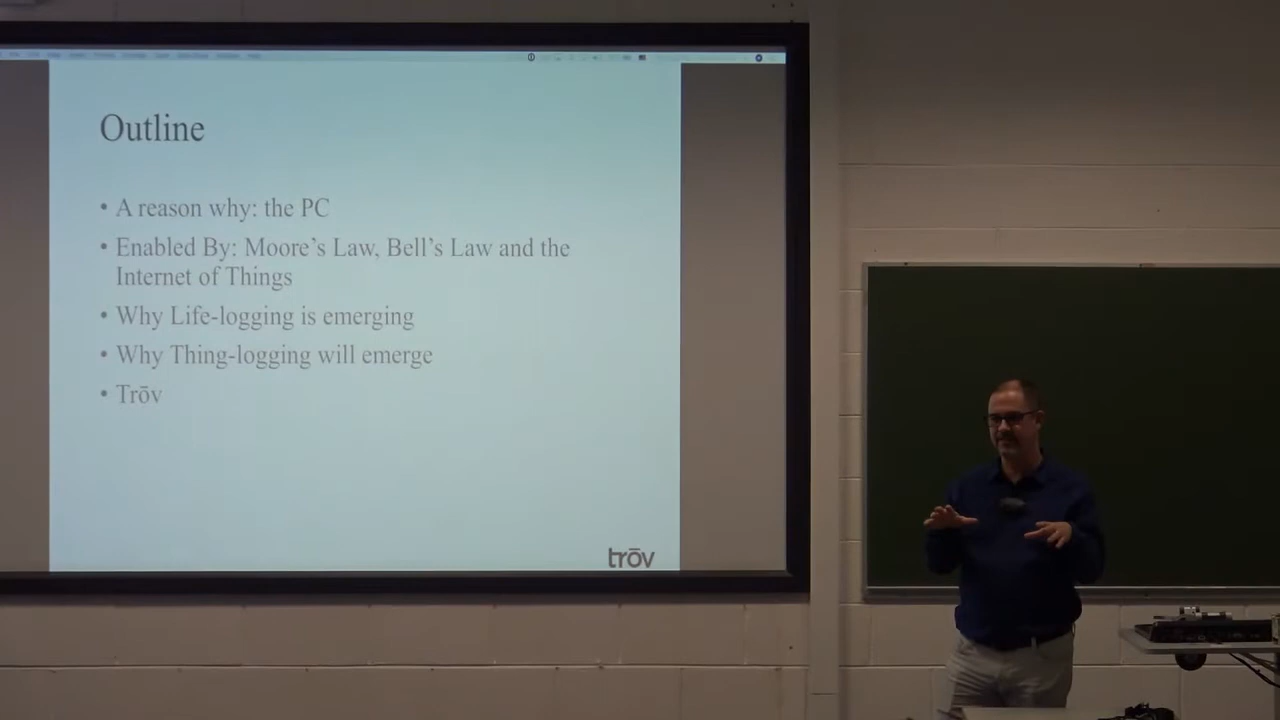 Outline
• A reason why: the PC
• Enabled By: Moore's Law, Bell's Law and the
Internet of Things
• Why Life-logging is emerging
• Why Thing-logging will emerge
• Trōv
trōv